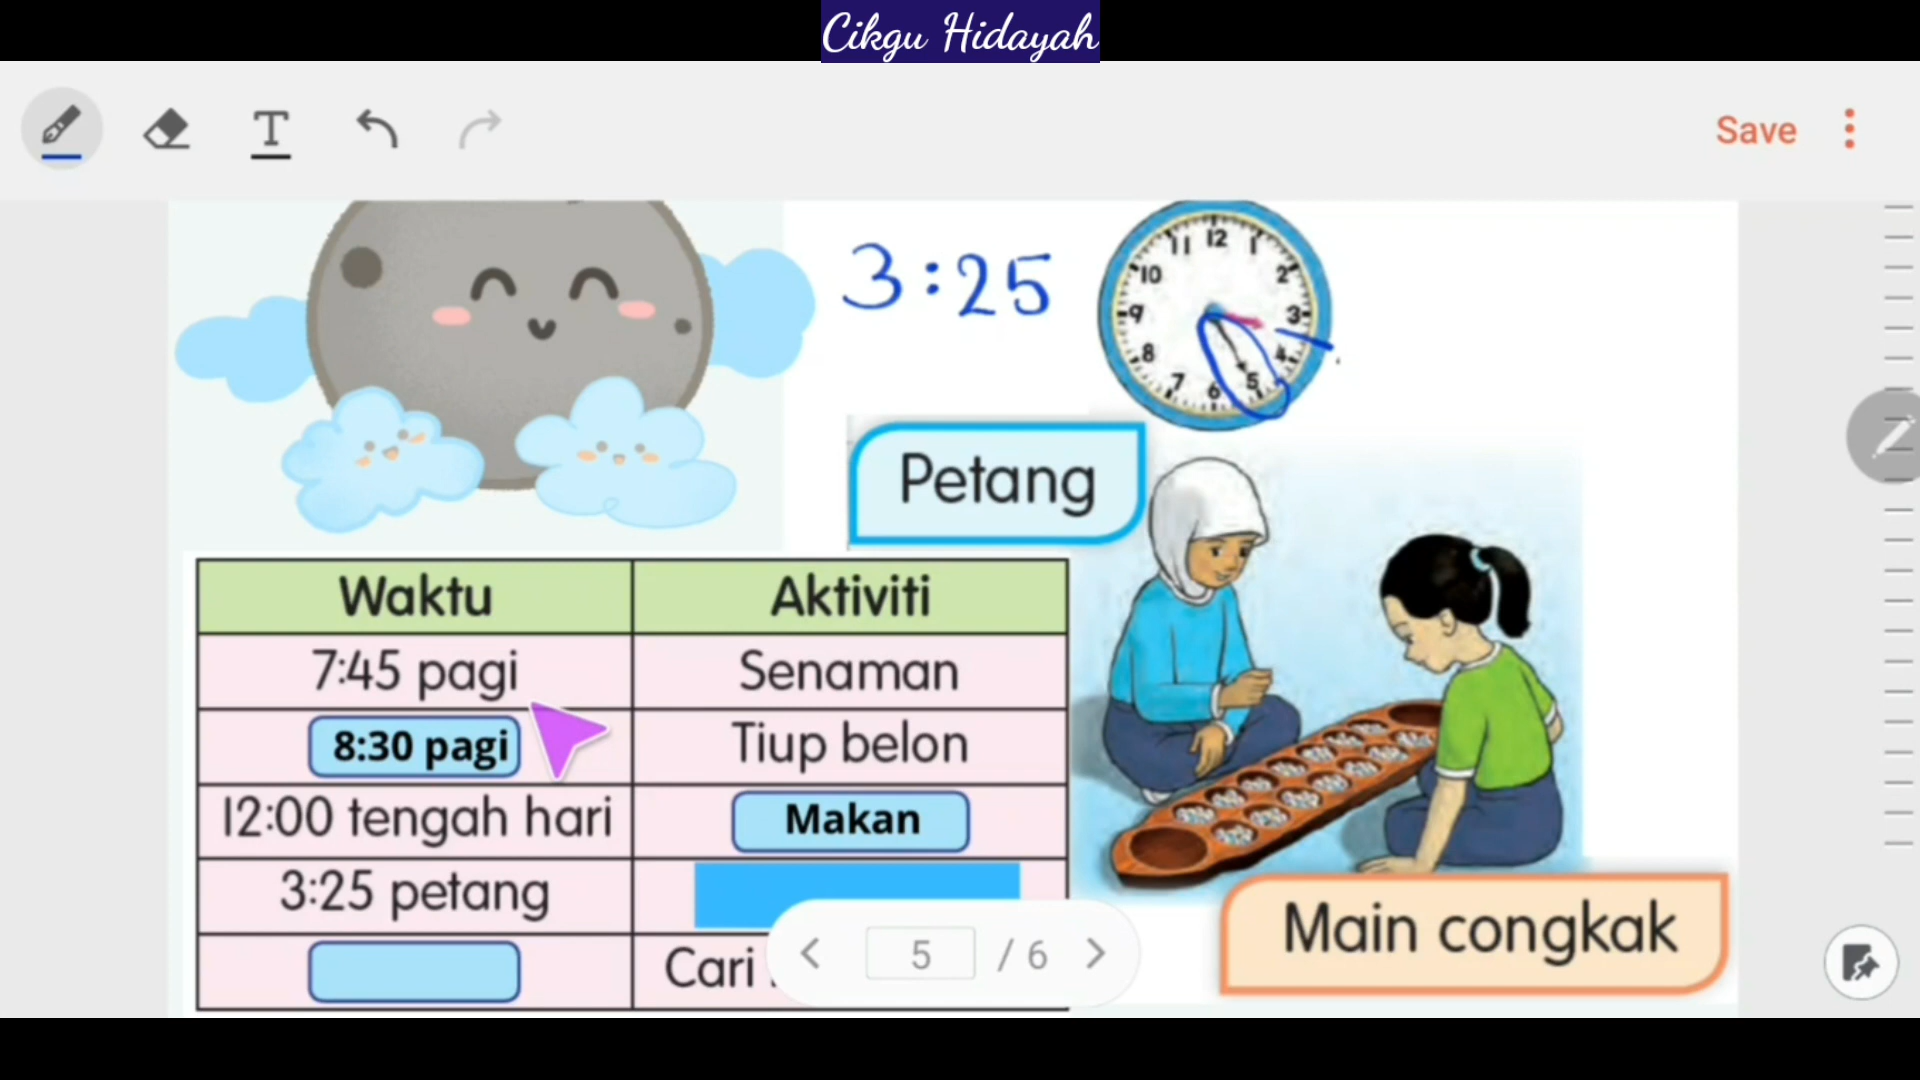 Cikgu Hidayah
T
Save
3:25
11 12 1
10 2
9 3
8 4
7 6 5
Petang
Waktu Aktiviti
7:45 pagi Senaman
8:30 pagi Tiup belon
12:00 tengah hari Makan
3:25 petang
Cari
5 / 6
Main congkak